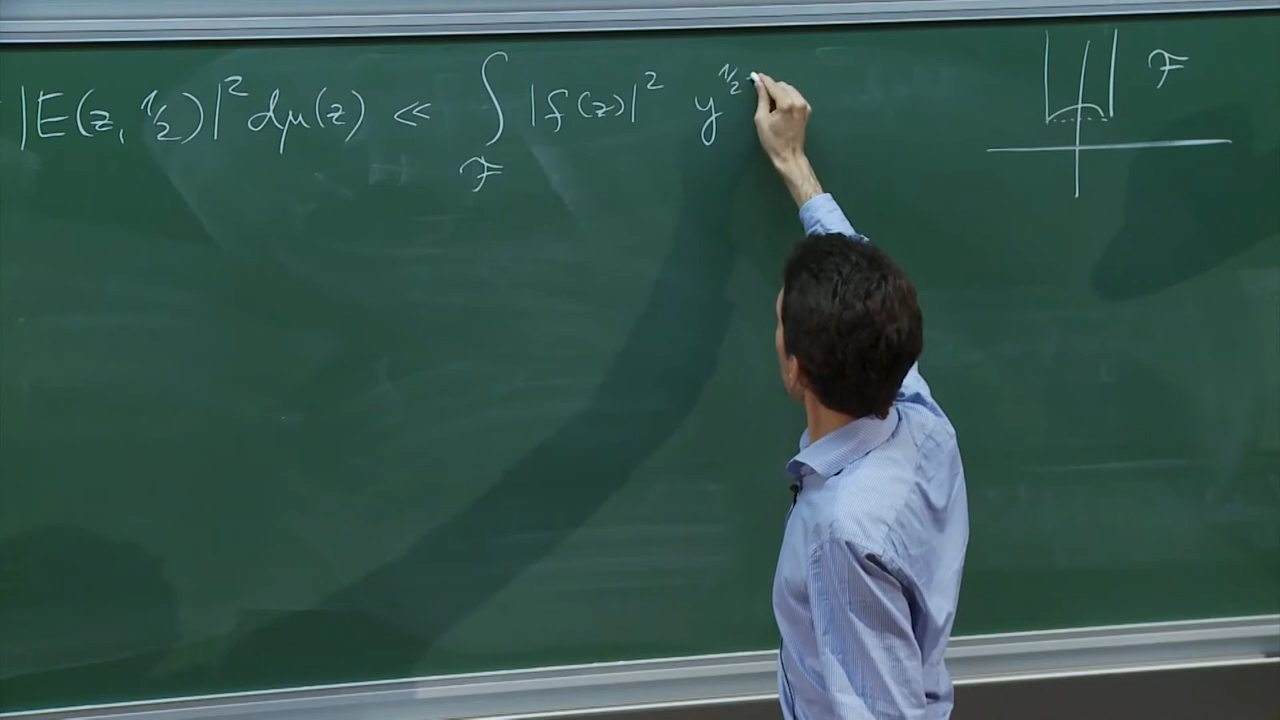 |E(z, 1/2)|² dμ(z) ≪ ∫_ℱ |f(z)|² y^{1/2}
ℱ